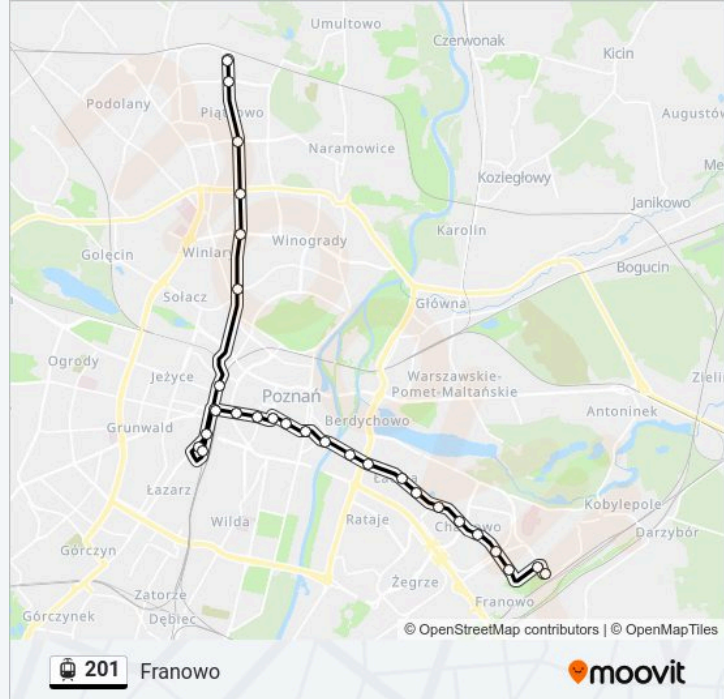 Umultowo
Czerwonak
Kicin
Podolany
Piątkowo
Augustów
Naramowice
Koziegłowy
Janikowo
Karolin
Golęcin
Winiary
Winogrady
Bogucin
Sołacz
Główna
Ogrody
Jeżyce
Warszawskie-
Pomet-Maltańskie
Zieli
Poznań
Antoninek
Grunwald
Berdychowo
Łazarz
Kobylepole
Wilda
Rataje
Darzybór
Górczyn
Żegrze
Franowo
Zatorze
Dębiec
Górczynek
© OpenStreetMap contributors | © OpenMapTiles
201 Franowo
moovit